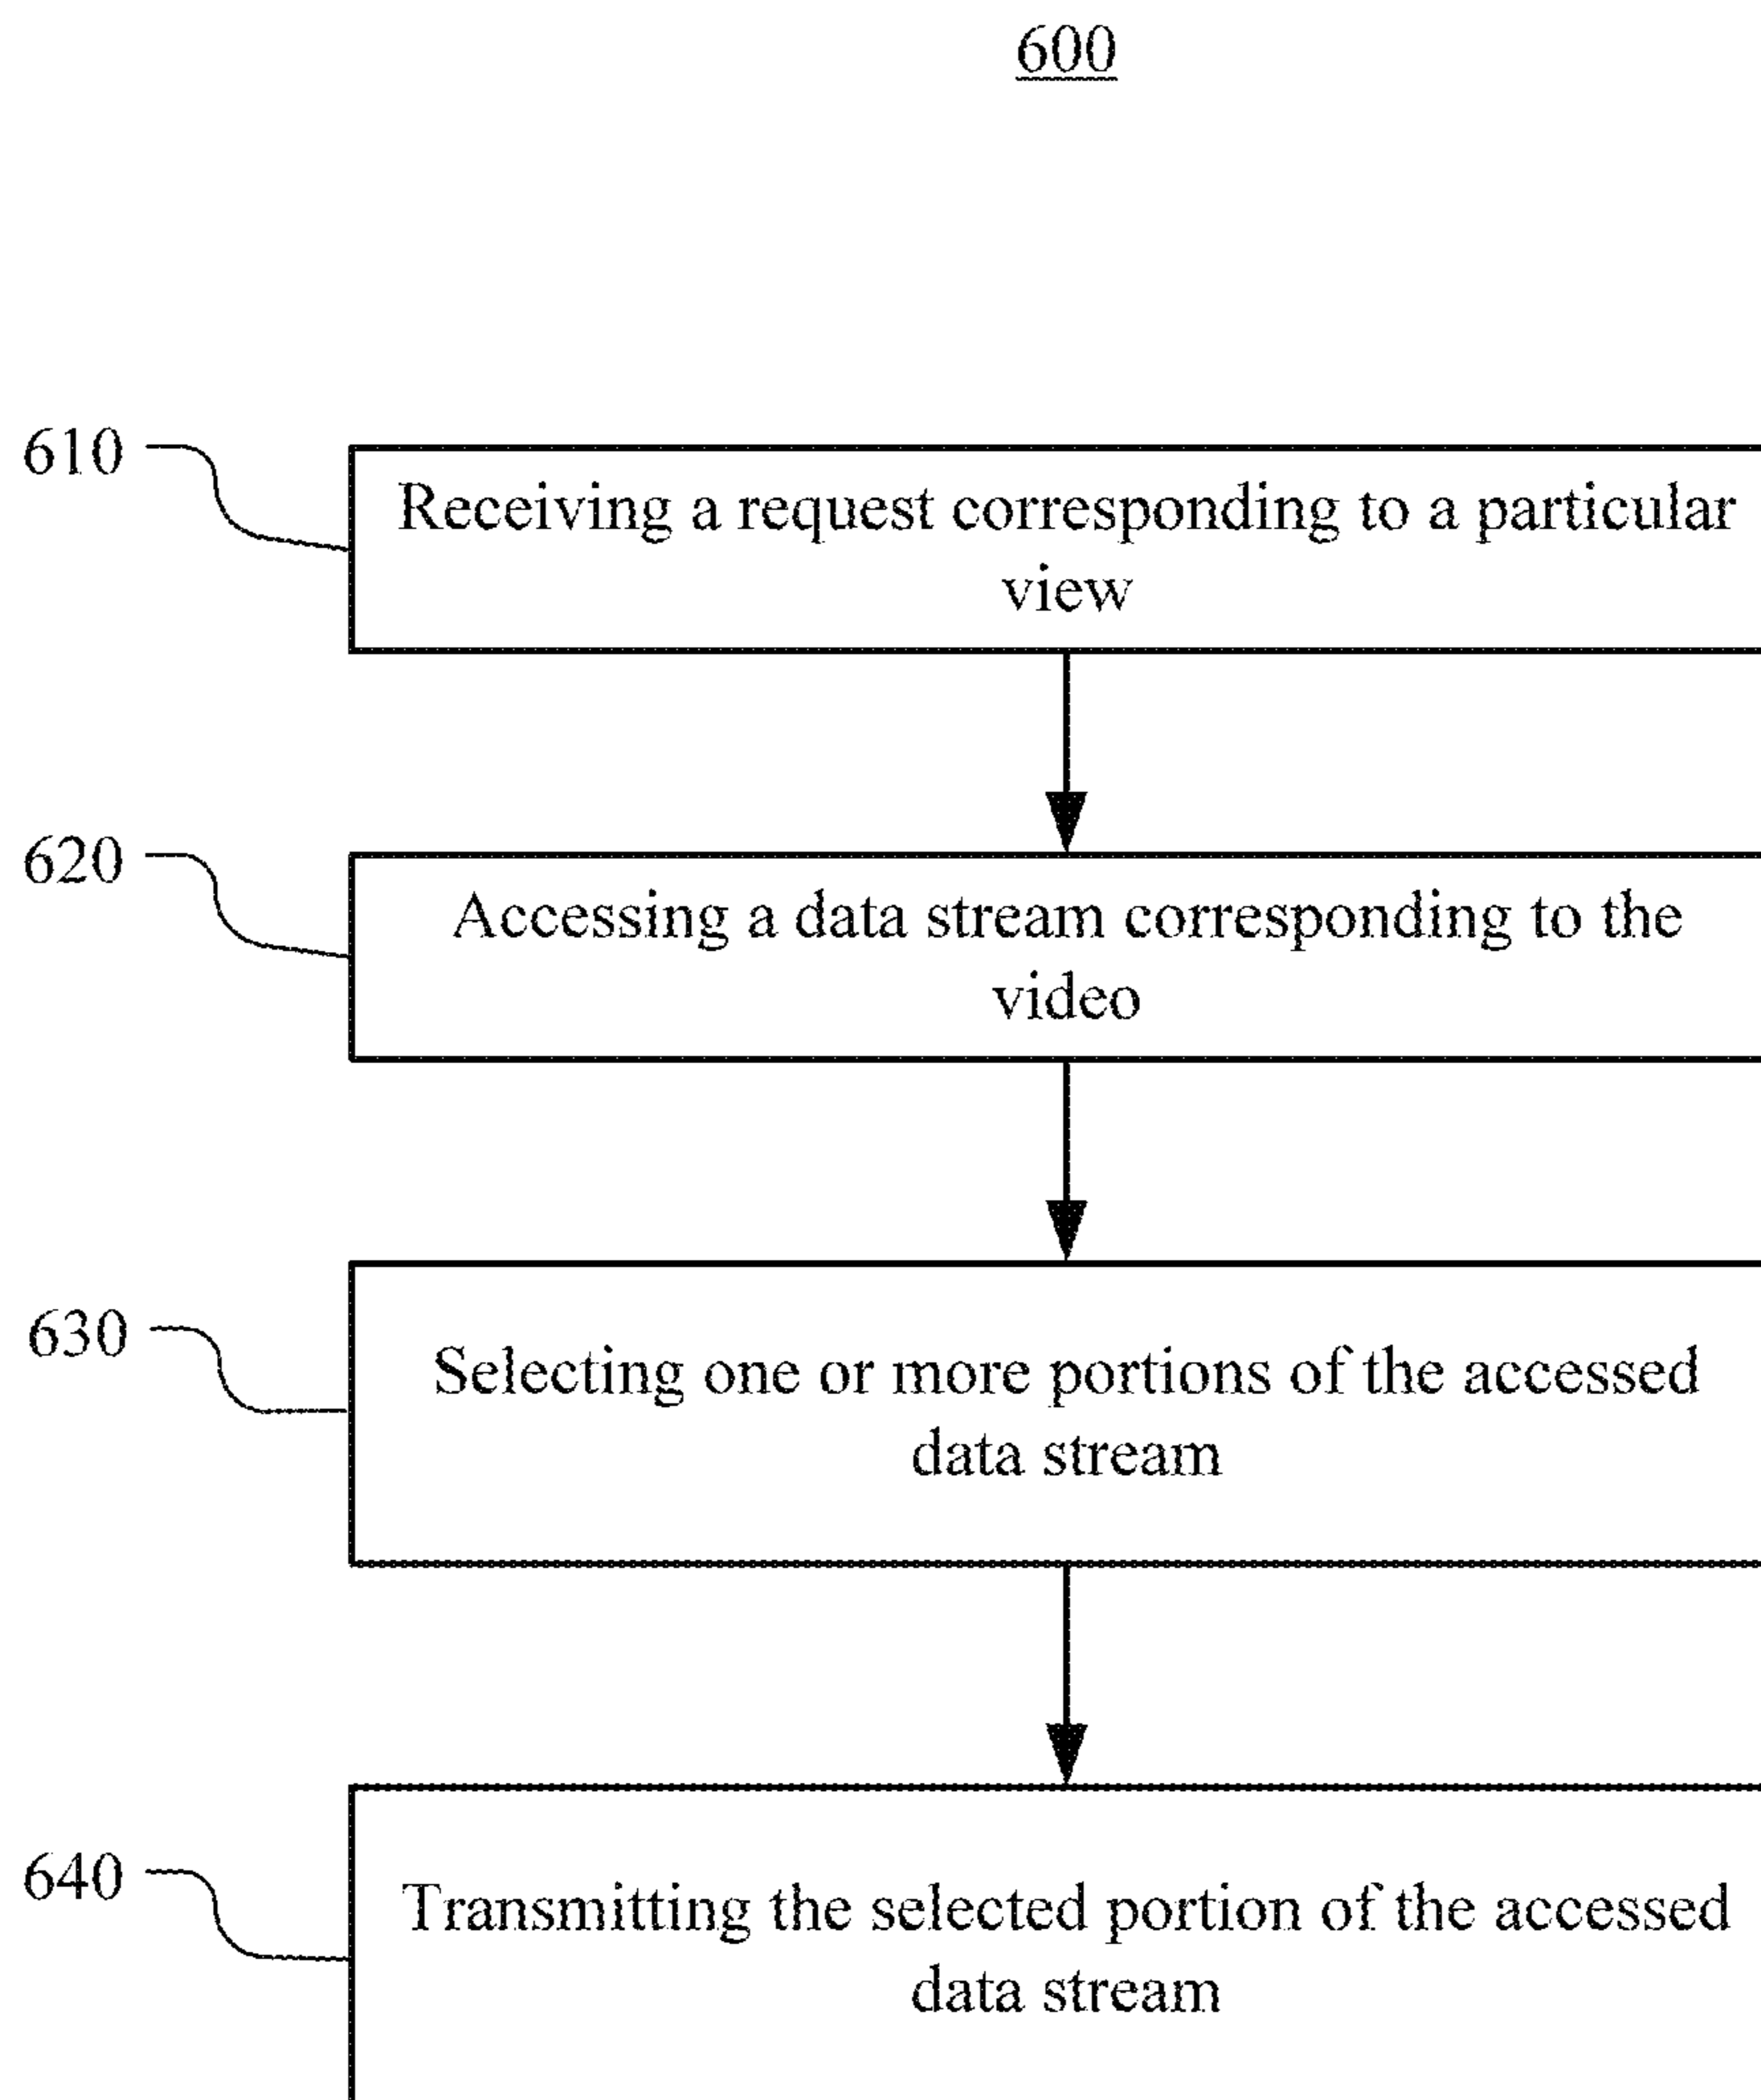 600
610
Receiving a request corresponding to a particular
view
620
Accessing a data stream corresponding to the
video
630
Selecting one or more portions of the accessed
data stream
640
Transmitting the selected portion of the accessed
data stream